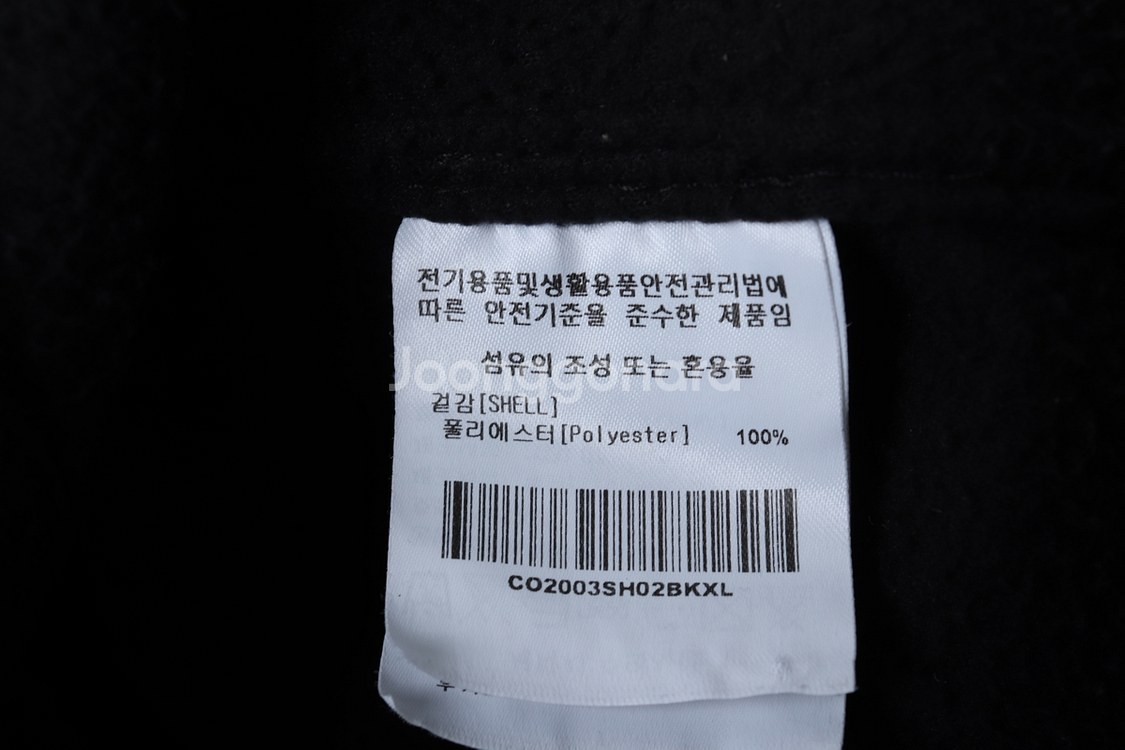 전기용품및생활용품안전관리법에
따른 안전기준을 준수한 제품임
섬유의 조성 또는 혼용율
Joonggonara
겉감[SHELL]
폴리에스터[Polyester] 100%
CO2003SH02BKXL